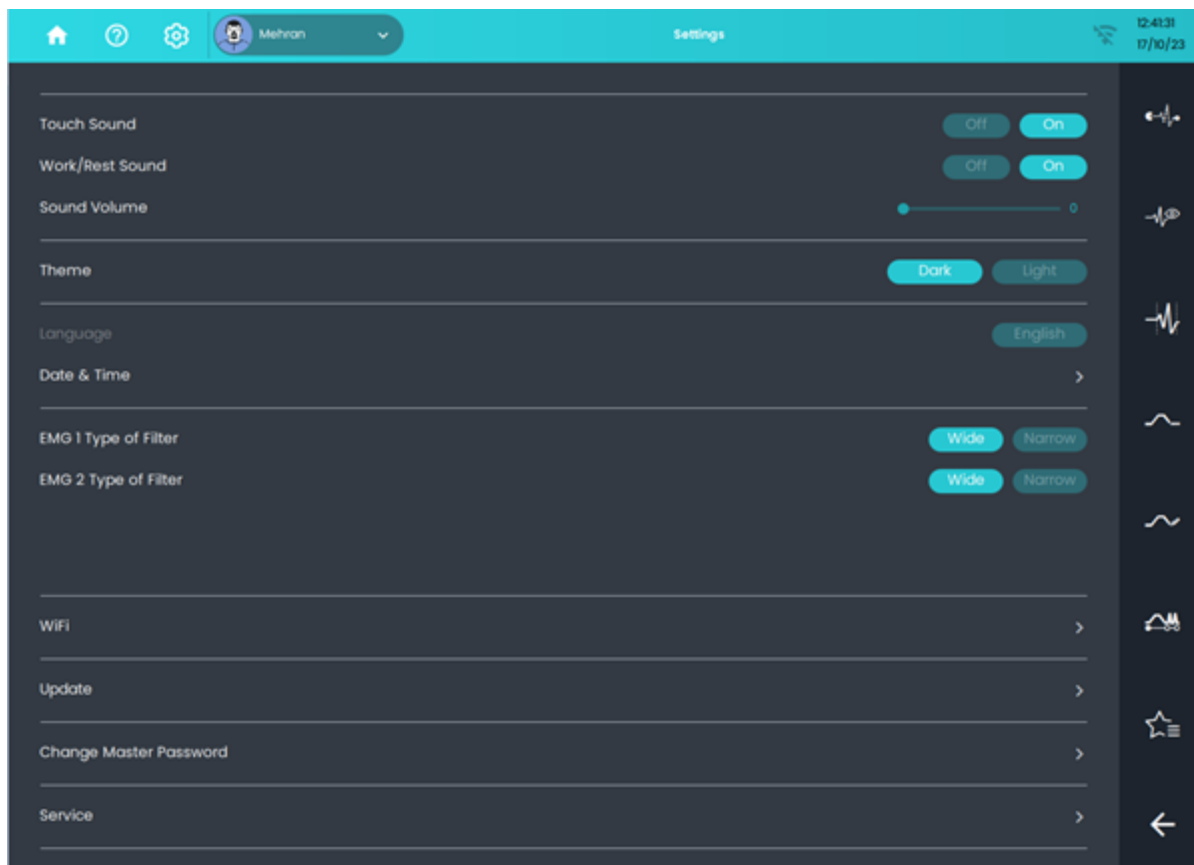 Mehran
Settings
12:41:31
17/10/23
Touch Sound
Off On
Work/Rest Sound
Off On
Sound Volume
0
Theme
Dark Light
Language
English
Date & Time
EMG 1 Type of Filter
Wide Narrow
EMG 2 Type of Filter
Wide Narrow
WiFi
Update
Change Master Password
Service